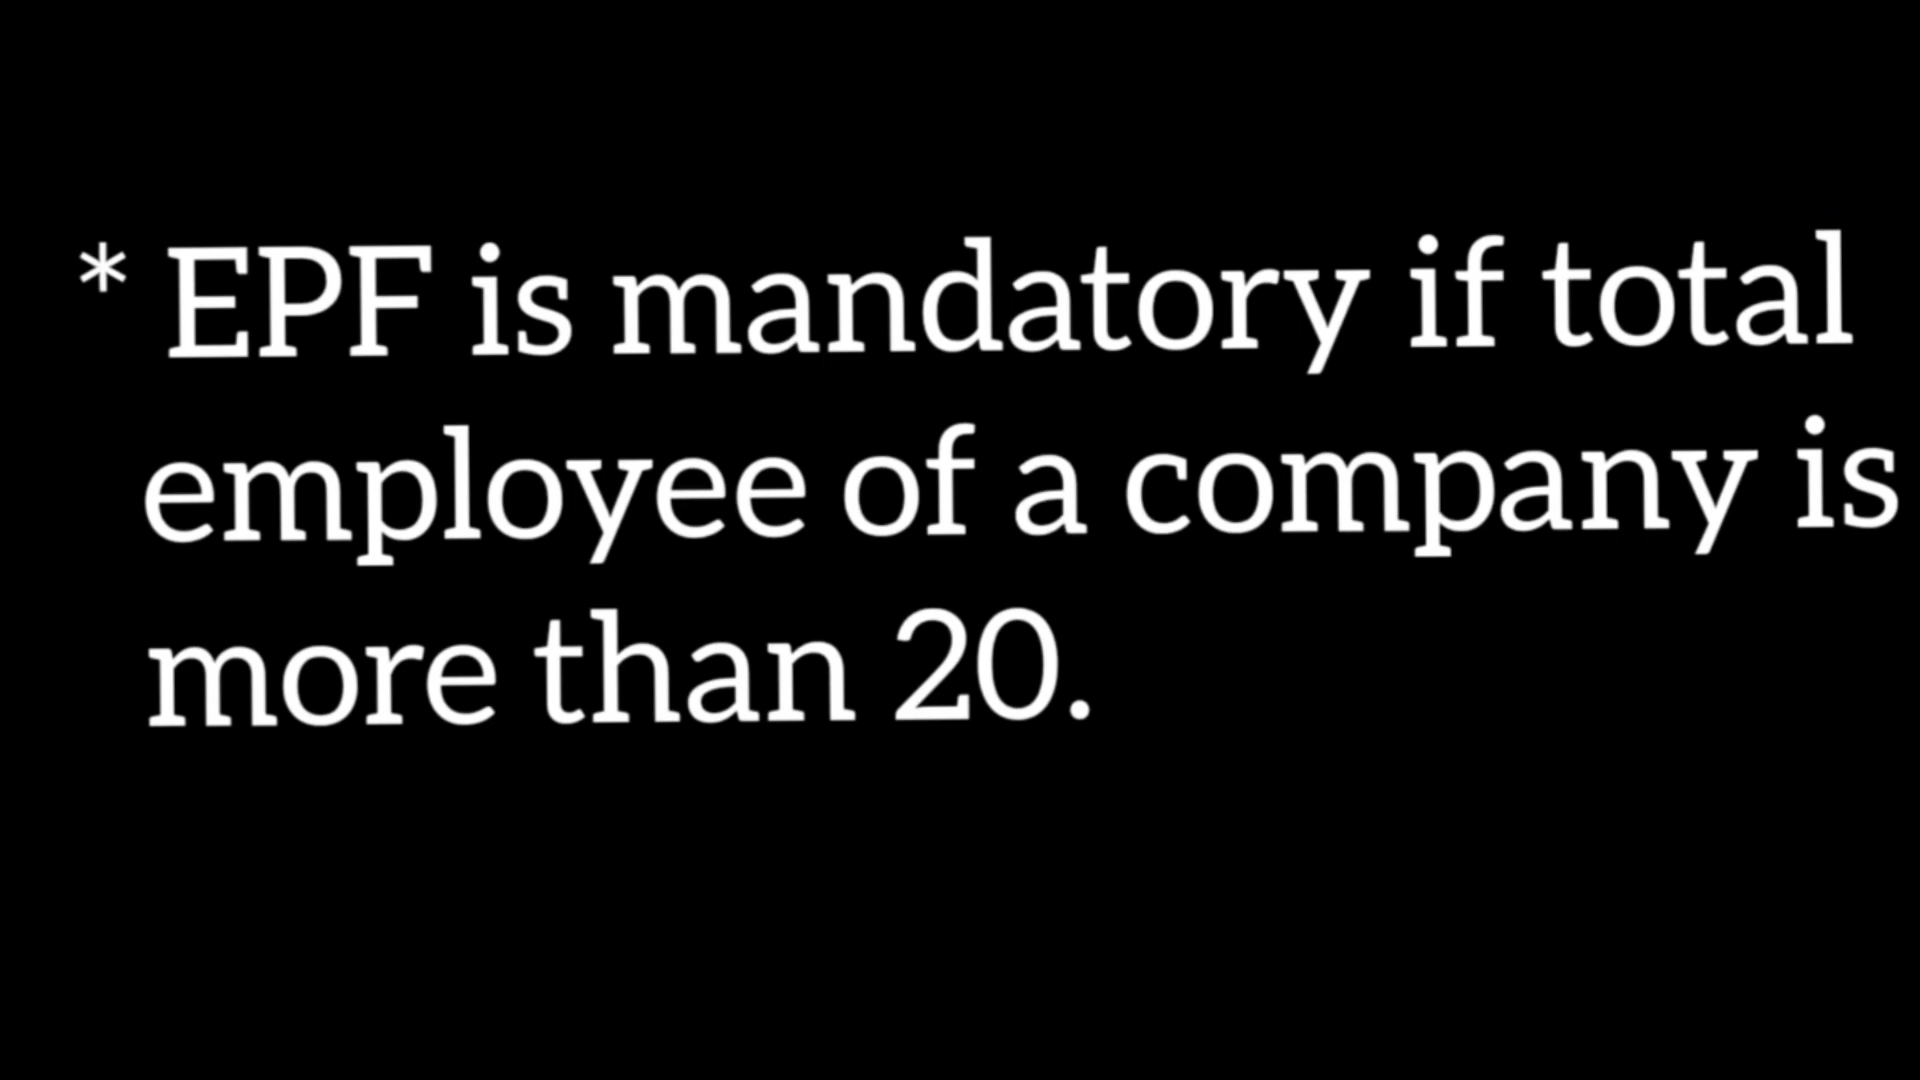 * EPF is mandatory if total
employee of a company is
more than 20.